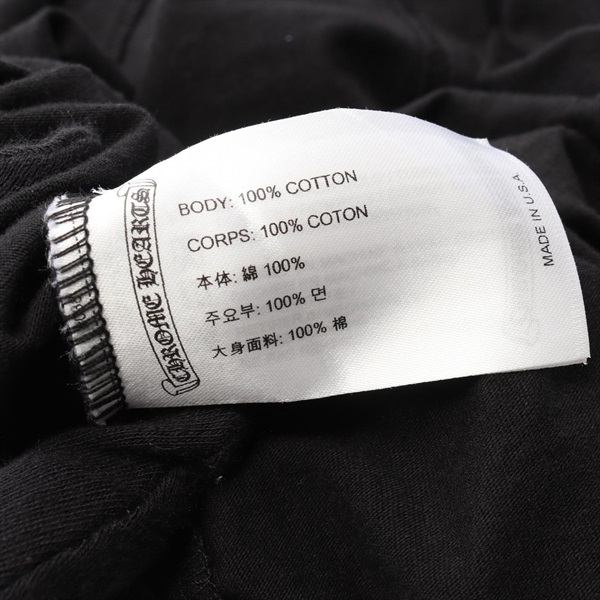 CHROME HEARTS
BODY: 100% COTTON
CORPS: 100% COTON
本体: 綿 100%
주요부: 100% 면
大身面料: 100% 棉
MADE IN U.S.A